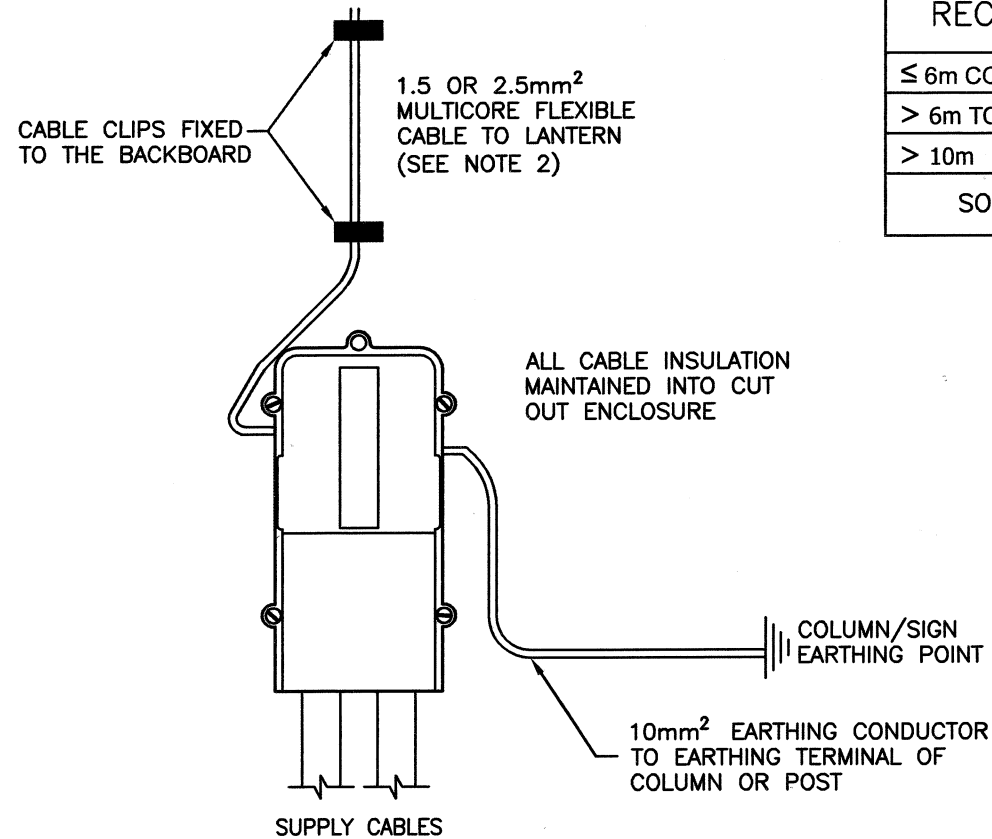 REC
≤ 6m CO
> 6m TO
> 10m
SO
1.5 OR 2.5mm²
MULTICORE FLEXIBLE
CABLE TO LANTERN
(SEE NOTE 2)
CABLE CLIPS FIXED
TO THE BACKBOARD
ALL CABLE INSULATION
MAINTAINED INTO CUT
OUT ENCLOSURE
COLUMN/SIGN
EARTHING POINT
10mm² EARTHING CONDUCTOR
TO EARTHING TERMINAL OF
COLUMN OR POST
SUPPLY CABLES